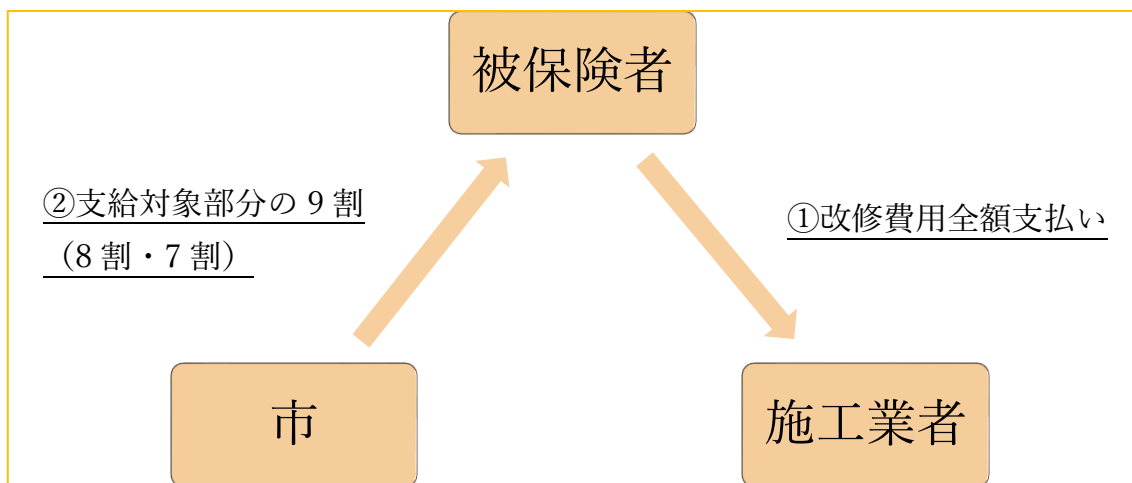 被保険者
②支給対象部分の 9 割
（8 割・7 割）
①改修費用全額支払い
市
施工業者